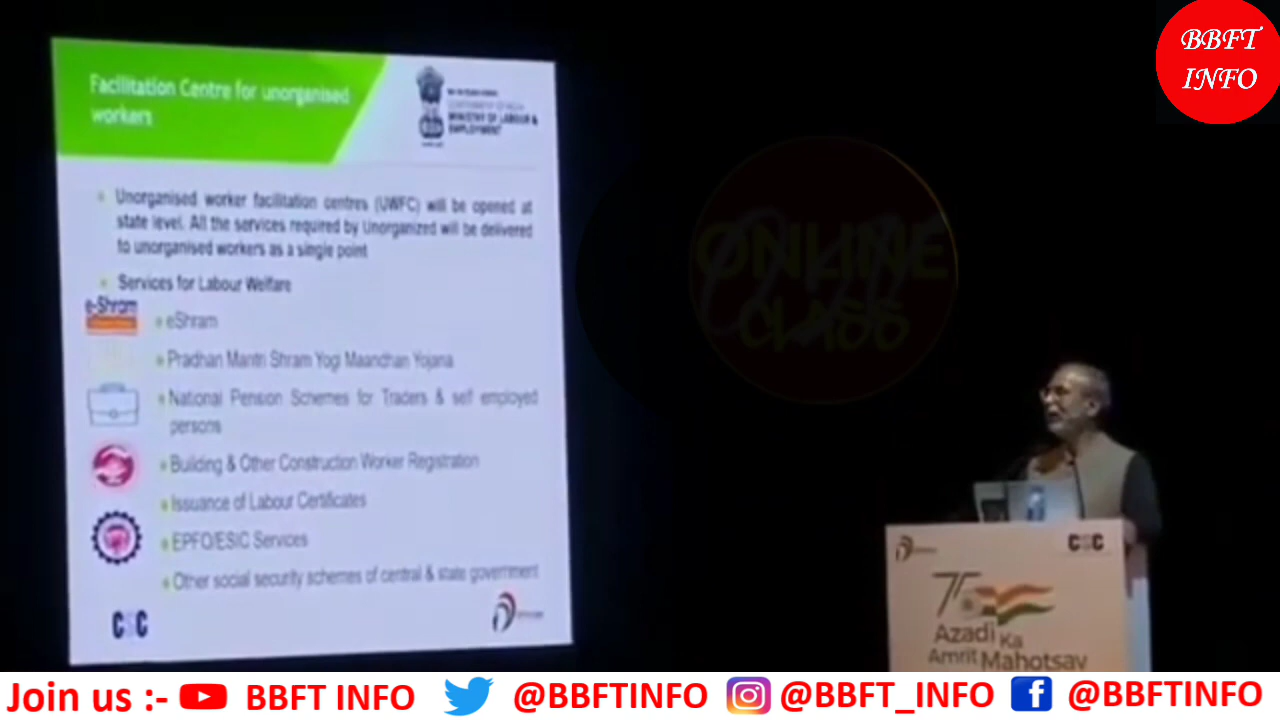 BBFT
INFO
Facilitation Centre for unorganised
workers
GOVERNMENT OF INDIA
MINISTRY OF LABOUR &
EMPLOYMENT
Unorganised worker facilitation centres (UWFC) will be opened at
state level. All the services required by Unorganized will be delivered
to unorganised workers as a single point
Services for Labour Welfare
e-Shram
eShram
Pradhan Mantri Shram Yogi Maandhan Yojana
National Pension Schemes for Traders & self employed
persons
Building & Other Construction Worker Registration
Issuance of Labour Certificates
EPFO/ESIC Services
Other social security schemes of central & state government
CSC
ONLINE
CLASS
CSC
75
Azadi Ka
Amrit Mahotsav
Join us :- BBFT INFO @BBFTINFO @BBFT_INFO @BBFTINFO